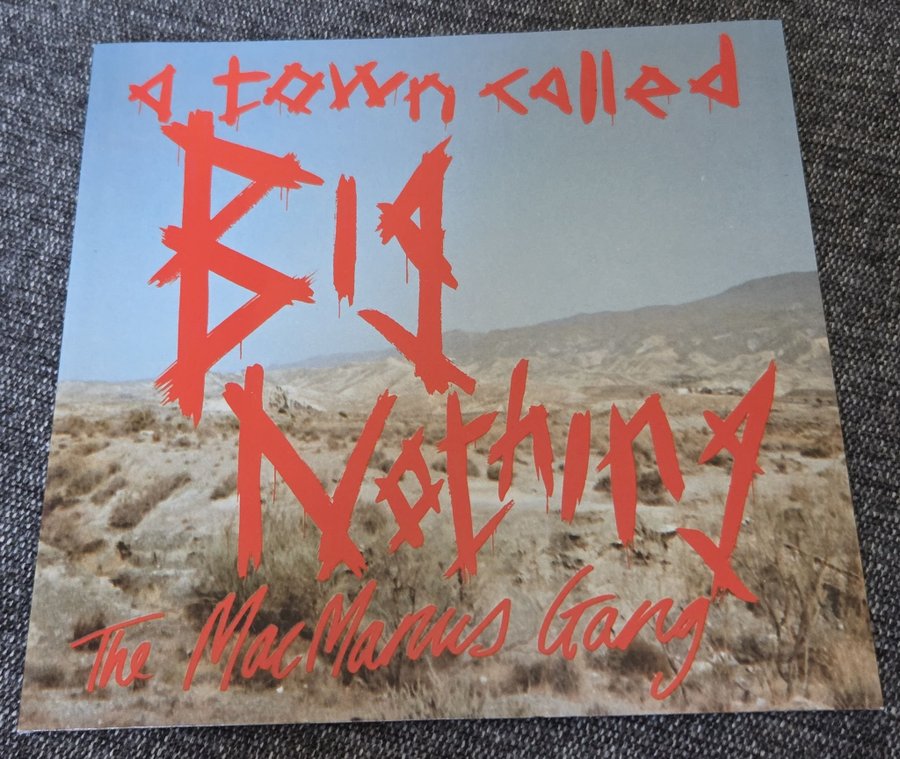 a town called
Big
Nothing
The MacManus Gang